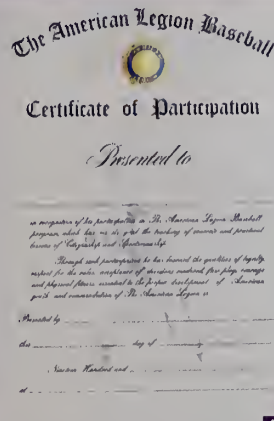 The American Legion Baseball
Certificate of Participation
Presented to
in recognition of his participation in The American Legion Baseball
program which has as its goal the teaching of and practical
lessons of Citizenship and Sportsmanship
Through such participation he has learned the qualities of loyalty
respect for the rules, of decisions rendered, fair play, courage
and physical fitness essential to the proper development of American
youth and of The American Legion
Presented by
this day of
Nineteen Hundred and
at